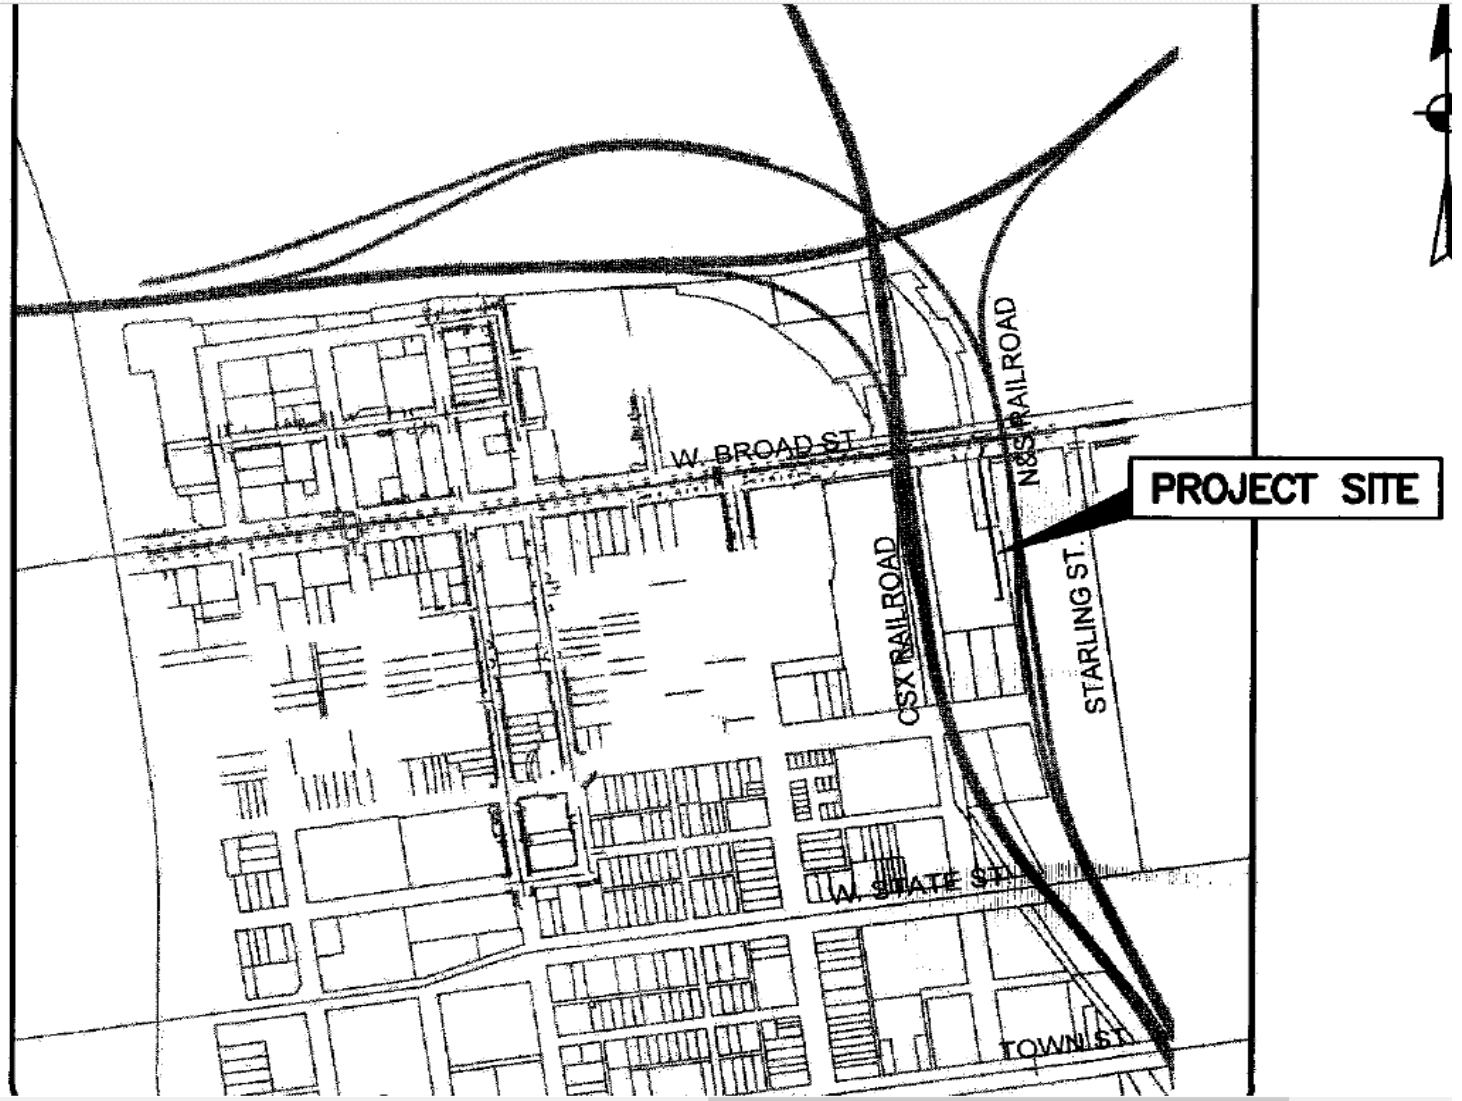 W. BROAD ST
N&S RAILROAD
PROJECT SITE
CSX RAILROAD
STARLING ST.
W. STATE ST.
TOWN ST.